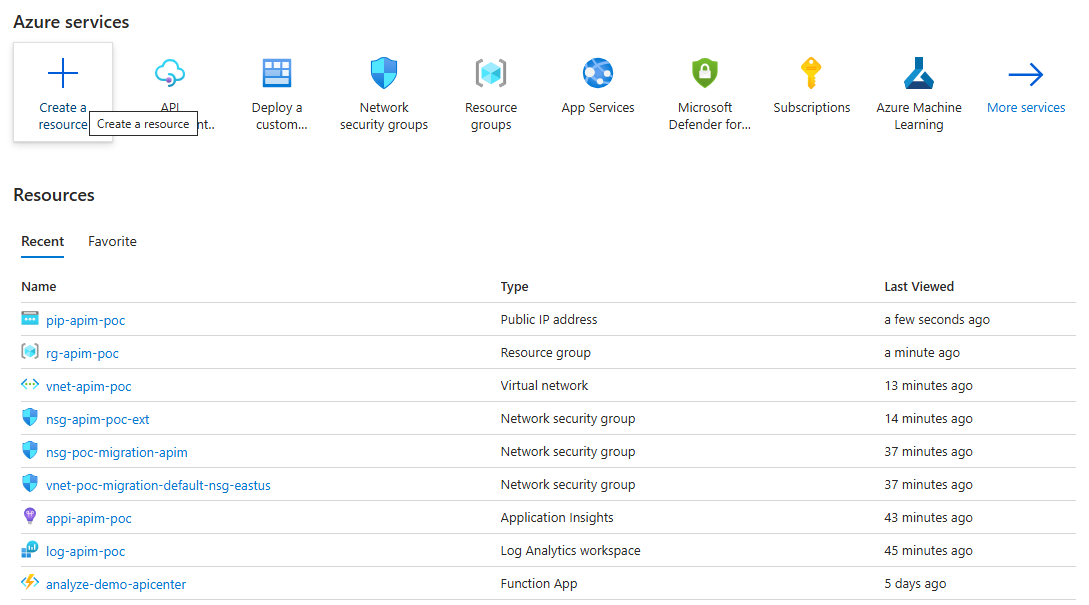 Azure services
Create a resource
API
nt..
Create a resource
Deploy a custom...
Network security groups
Resource groups
App Services
Microsoft Defender for...
Subscriptions
Azure Machine Learning
More services
Resources
Recent Favorite
Name Type Last Viewed
pip-apim-poc Public IP address a few seconds ago
rg-apim-poc Resource group a minute ago
vnet-apim-poc Virtual network 13 minutes ago
nsg-apim-poc-ext Network security group 14 minutes ago
nsg-poc-migration-apim Network security group 37 minutes ago
vnet-poc-migration-default-nsg-eastus Network security group 37 minutes ago
appi-apim-poc Application Insights 43 minutes ago
log-apim-poc Log Analytics workspace 45 minutes ago
analyze-demo-apicenter Function App 5 days ago